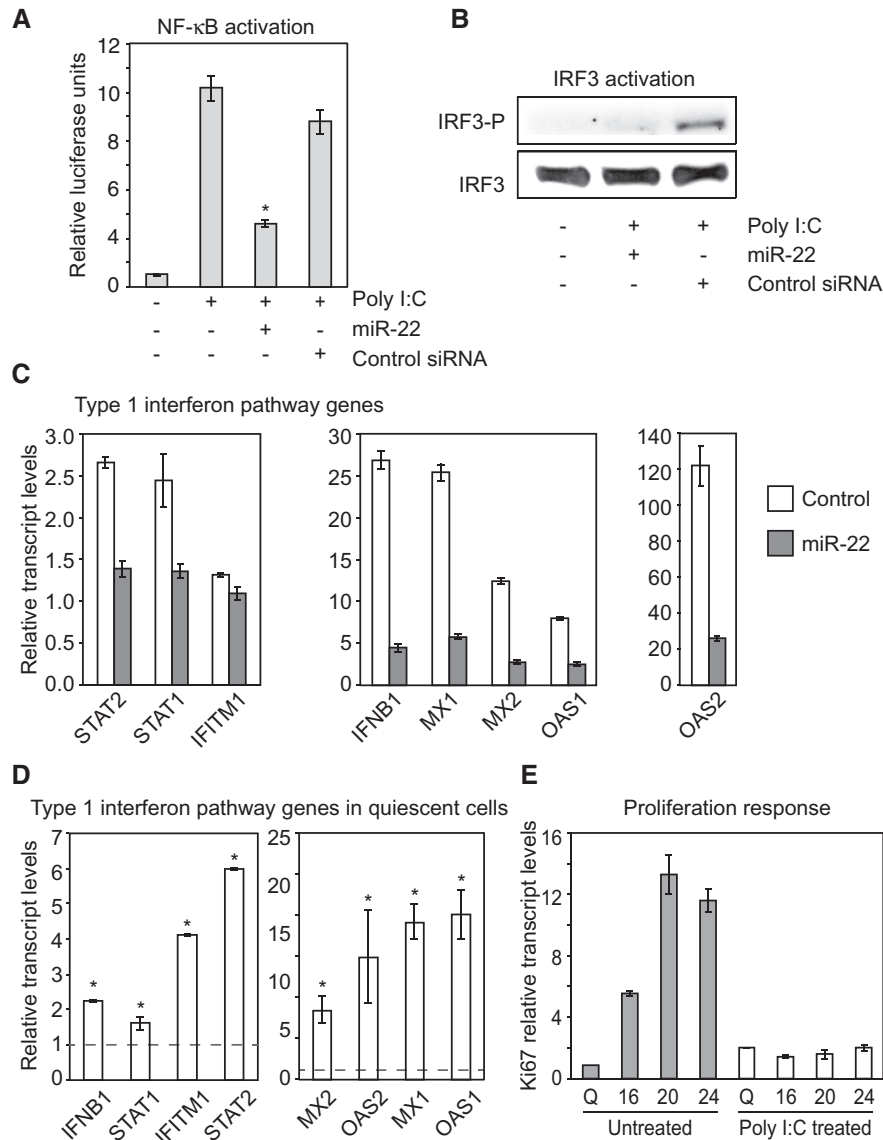 A
NF-κB activation
Relative luciferase units
12
10
8
6
4
0
- + + + Poly I:C
- - + - miR-22
- - - + Control siRNA
*
B
IRF3 activation
IRF3-P
IRF3
- + + Poly I:C
- + - miR-22
- - + Control siRNA
C
Type 1 interferon pathway genes
Relative transcript levels
3.0
2.5
2.0
1.5
1.0
0.5
0.0
STAT2 STAT1 IFITM1
30
25
20
15
10
5
0
IFNB1 MX1 MX2 OAS1
140
120
100
80
60
40
20
0
OAS2
Control
miR-22
D
Type 1 interferon pathway genes in quiescent cells
Relative transcript levels
7
6
5
4
3
2
1
0
* * * *
IFNB1 STAT1 IFITM1 STAT2
25
20
15
10
5
0
* * * *
MX2 OAS2 MX1 OAS1
E
Proliferation response
Ki67 relative transcript levels
16
12
8
4
0
Q 16 20 24 Q 16 20 24
Untreated Poly I:C treated